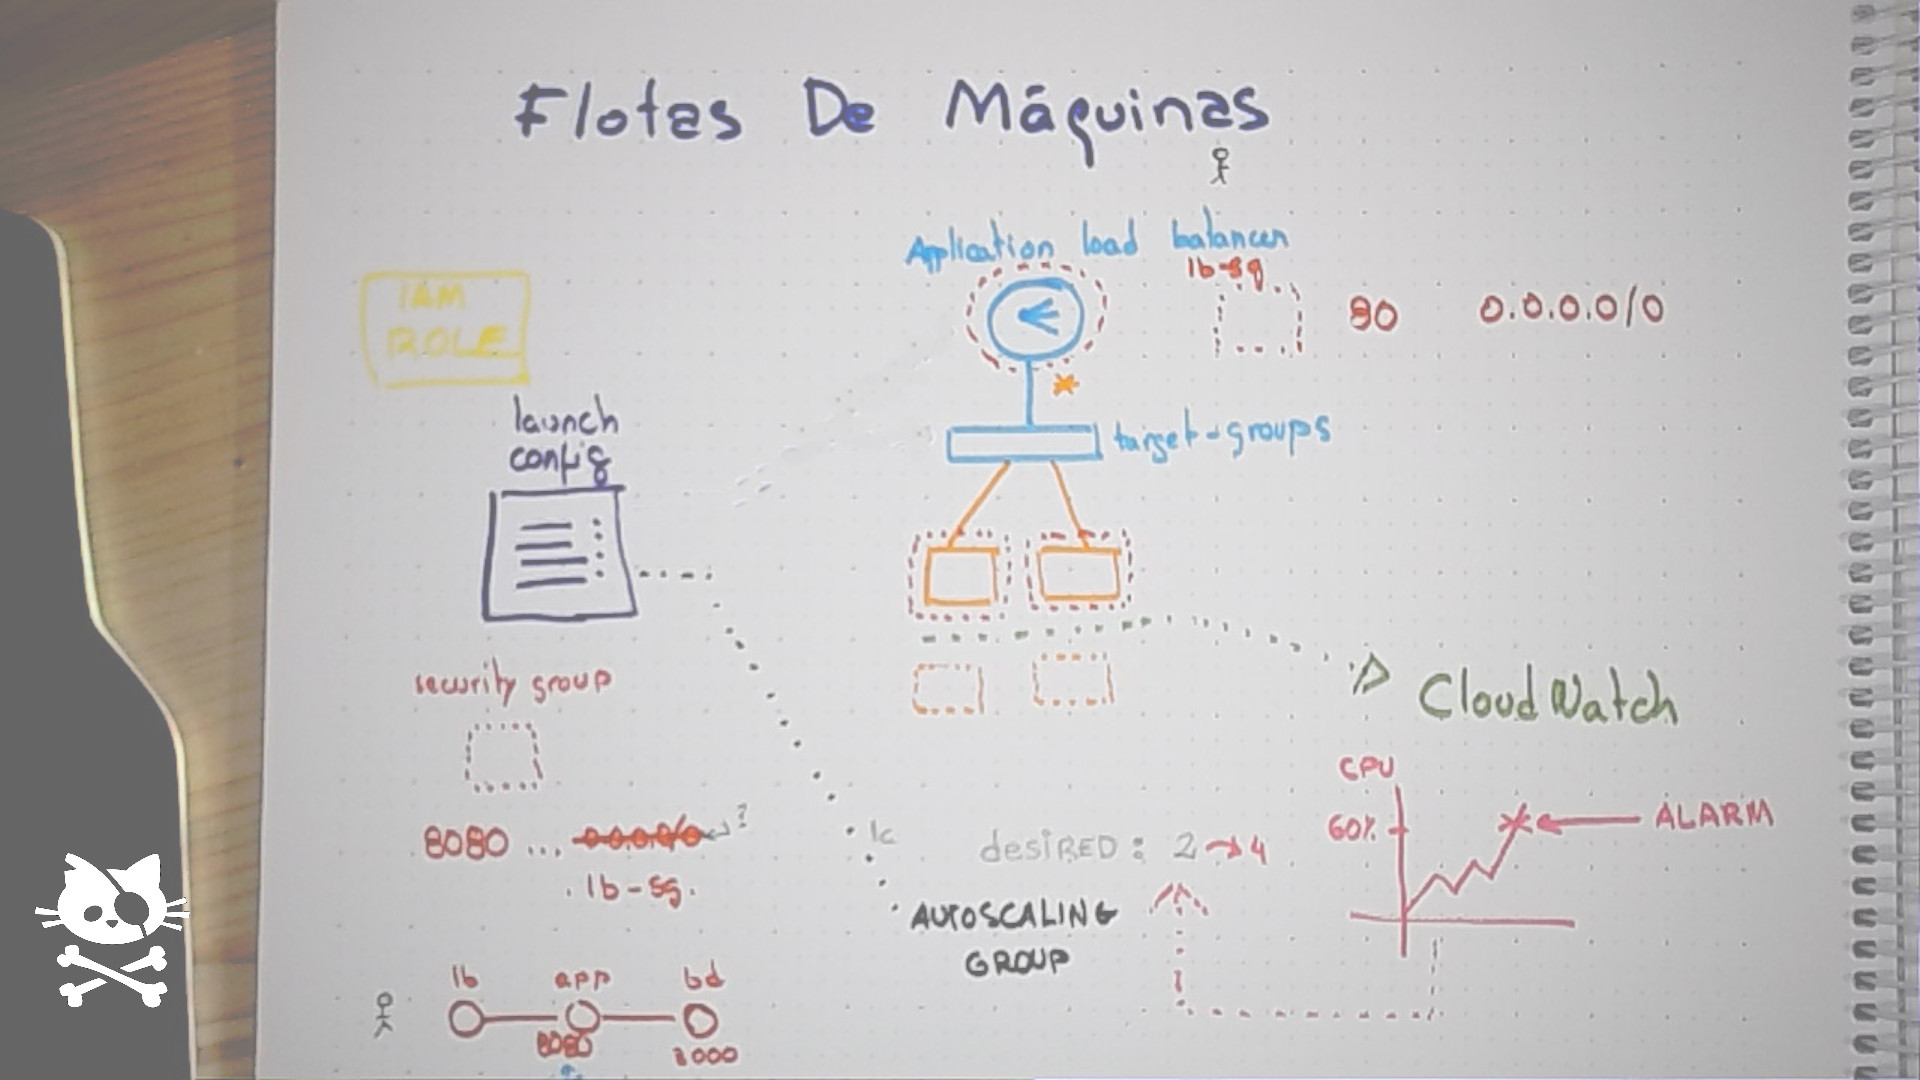 Flotas De Máquinas
Application load balancer
lb-sg
80 0.0.0.0/0
IAM
ROLE
launch
config
target-groups
security group
CloudWatch
CPU
60%
ALARM
8080 ... 0.0.0.0/0 ?
lb-sg.
lc
desiRED: 2 → 4
AUTOSCALING
GROUP
lb app bd
8080 3000